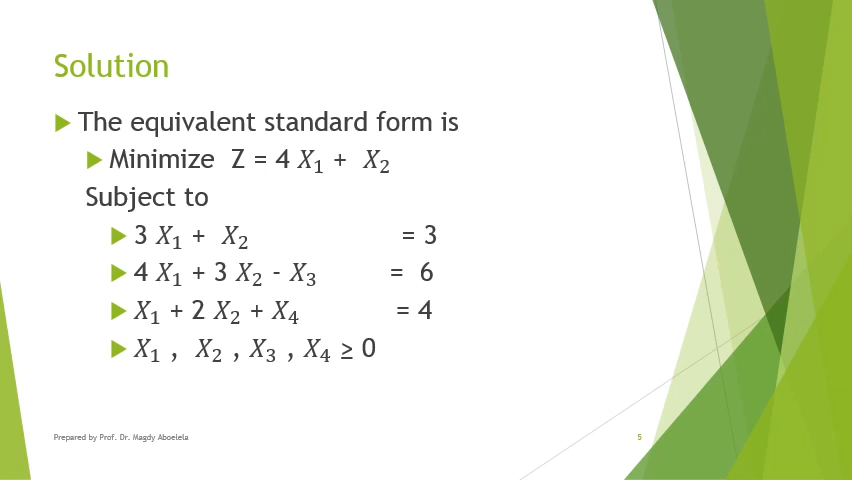 Solution
The equivalent standard form is
Minimize Z = 4 X₁ + X₂
Subject to
3 X₁ + X₂ = 3
4 X₁ + 3 X₂ - X₃ = 6
X₁ + 2 X₂ + X₄ = 4
X₁ , X₂ , X₃ , X₄ ≥ 0
Prepared by Prof. Dr. Magdy Aboelela
5